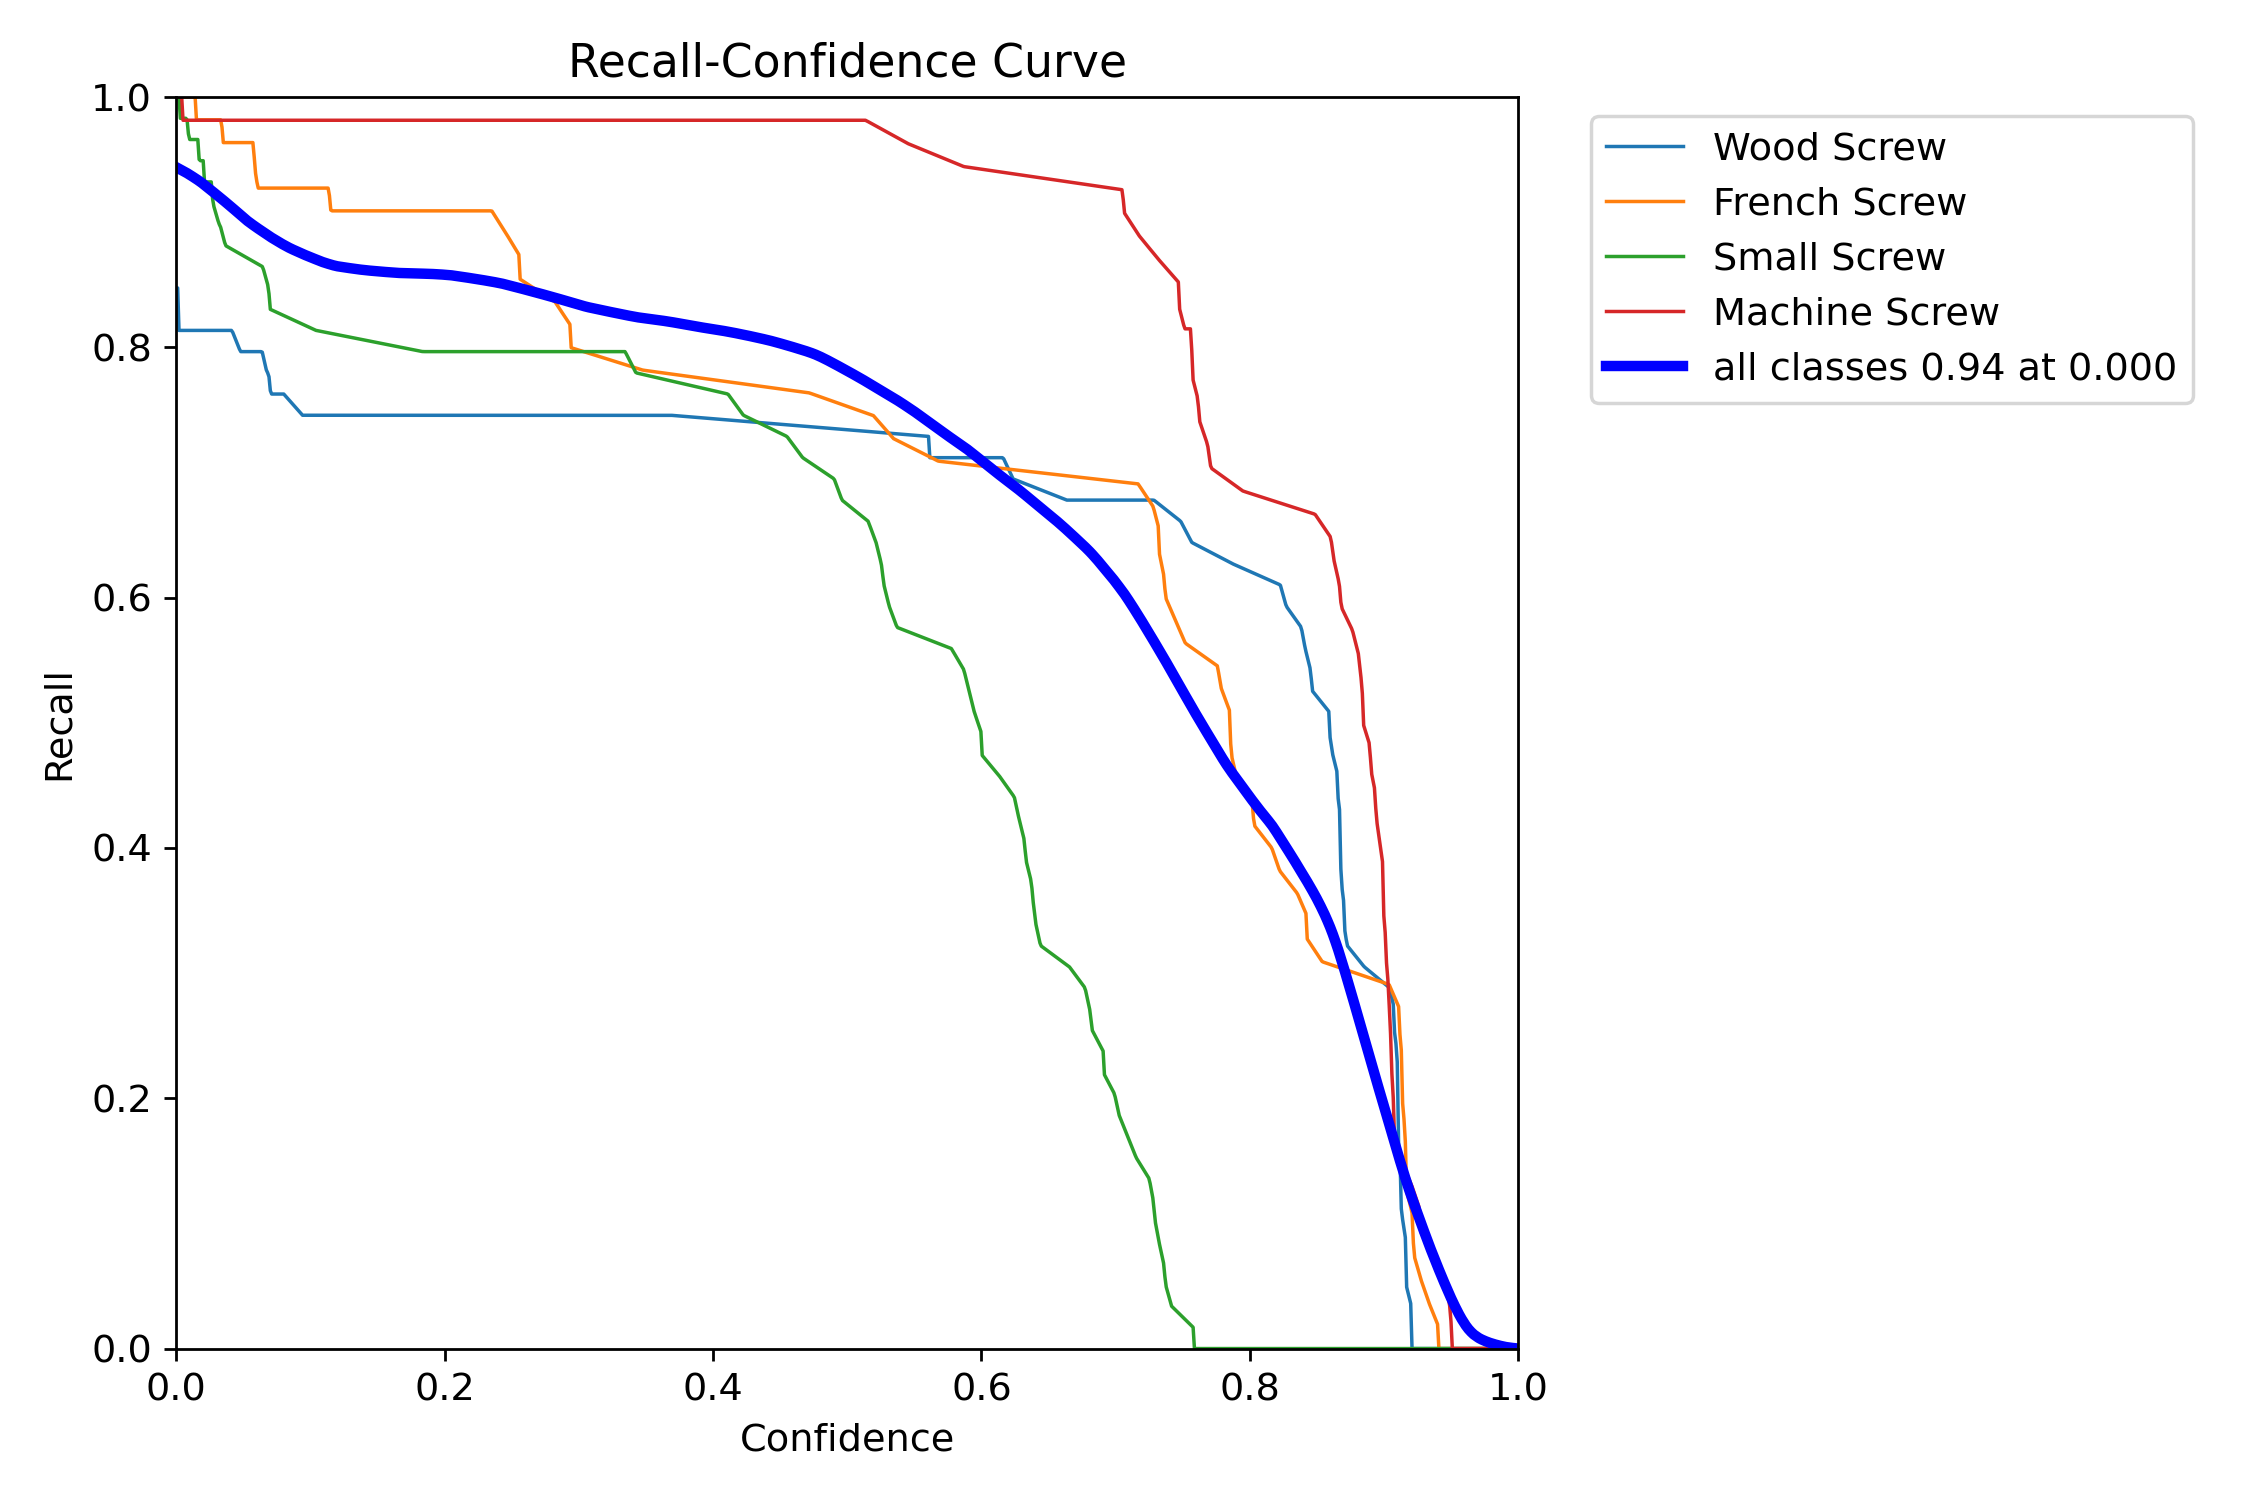 Recall-Confidence Curve
1.0
0.8
0.6
0.4
0.2
0.0
Recall
0.0 0.2 0.4 0.6 0.8 1.0
Confidence
Wood Screw
French Screw
Small Screw
Machine Screw
all classes 0.94 at 0.000